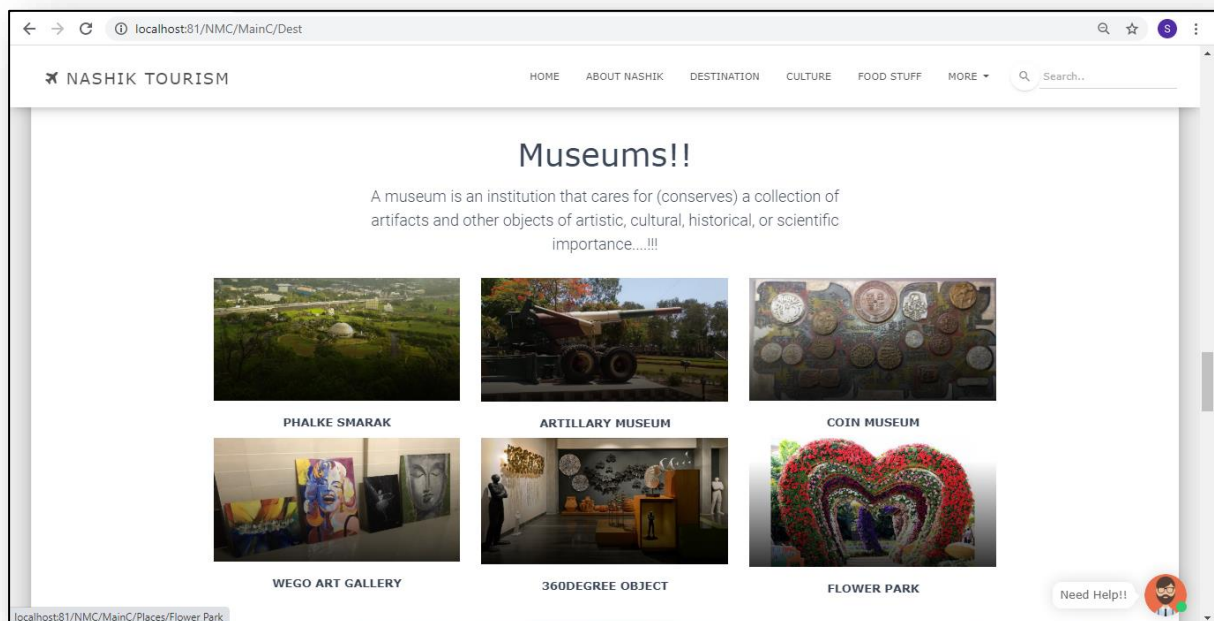 localhost:81/NMC/MainC/Dest
S
NASHIK TOURISM
HOME ABOUT NASHIK DESTINATION CULTURE FOOD STUFF MORE Search..
Museums!!
A museum is an institution that cares for (conserves) a collection of
artifacts and other objects of artistic, cultural, historical, or scientific
importance....!!!
PHALKE SMARAK ARTILLARY MUSEUM COIN MUSEUM
WEGO ART GALLERY 360DEGREE OBJECT FLOWER PARK
Need Help!!
localhost:81/NMC/MainC/Places/Flower Park